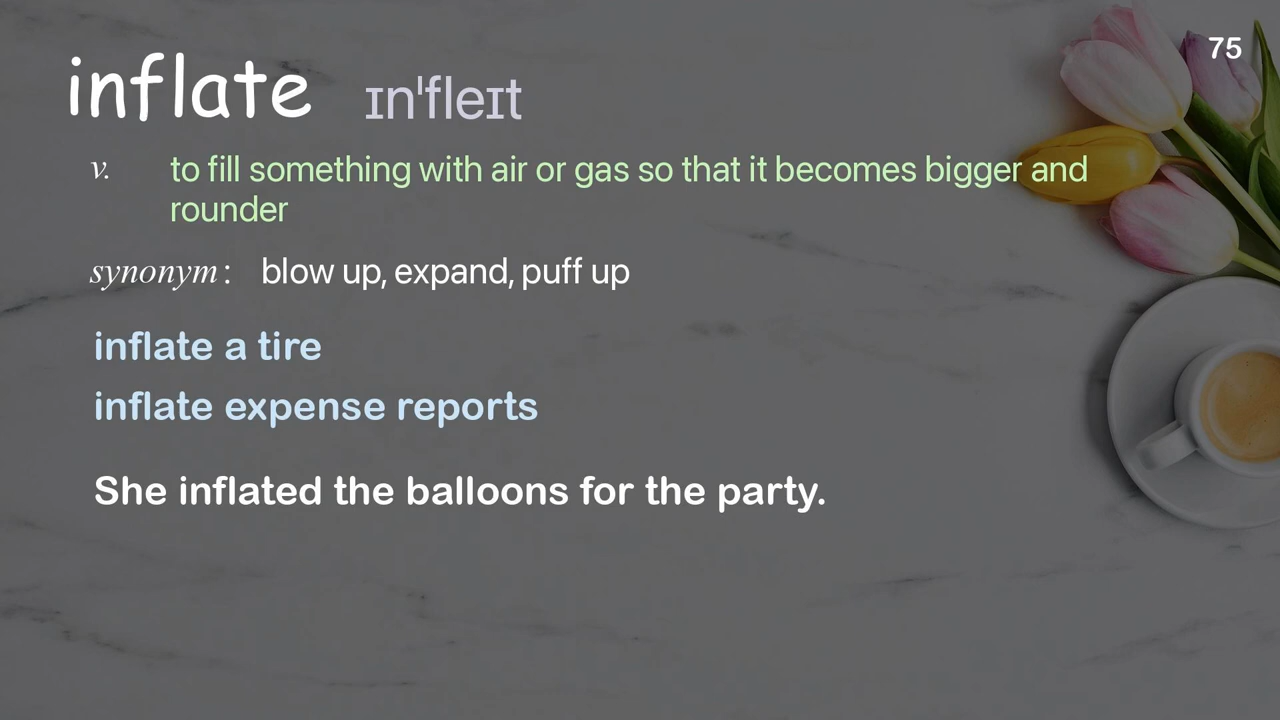 75
inflate ɪnˈfleɪt
v. to fill something with air or gas so that it becomes bigger and
rounder
synonym: blow up, expand, puff up
inflate a tire
inflate expense reports
She inflated the balloons for the party.